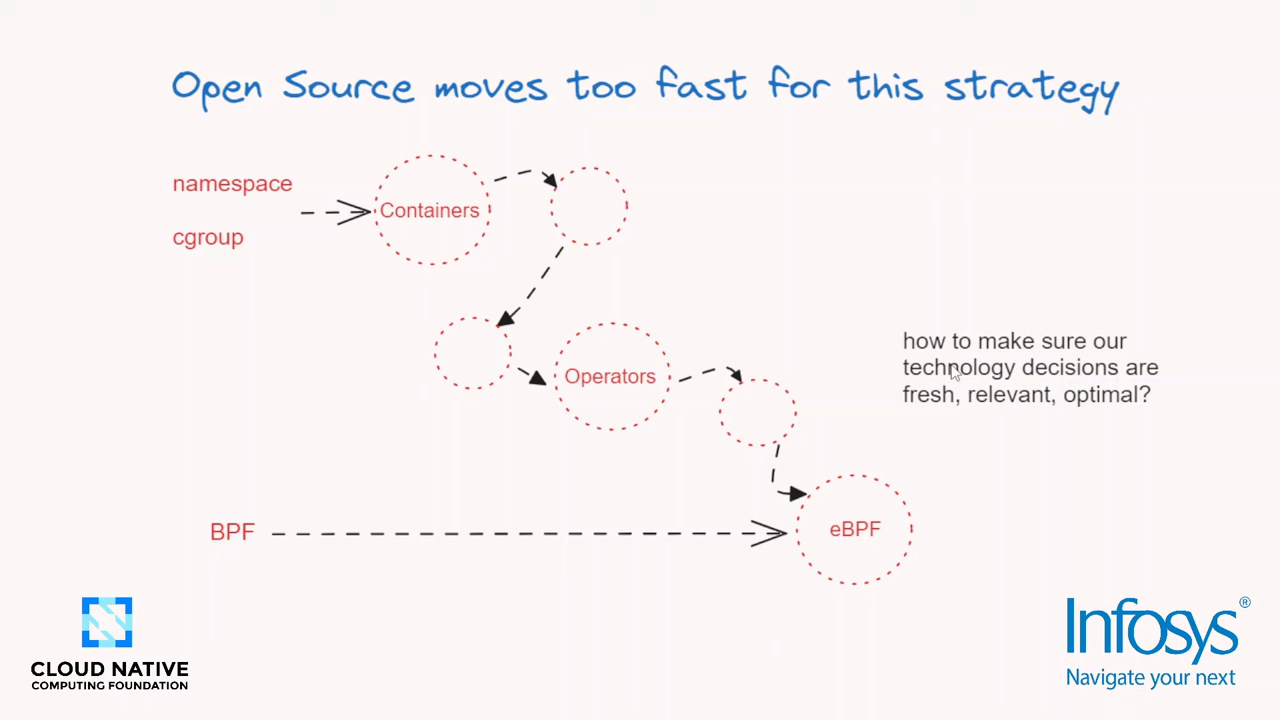 Open Source moves too fast for this strategy
namespace
cgroup
Containers
Operators
how to make sure our
technology decisions are
fresh, relevant, optimal?
BPF
eBPF
CLOUD NATIVE
COMPUTING FOUNDATION
Infosys®
Navigate your next